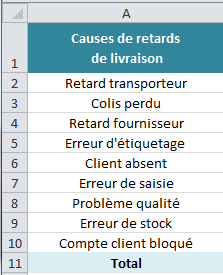 A
1 Causes de retards
de livraison
2 Retard transporteur
3 Colis perdu
4 Retard fournisseur
5 Erreur d'étiquetage
6 Client absent
7 Erreur de saisie
8 Problème qualité
9 Erreur de stock
10 Compte client bloqué
11 Total